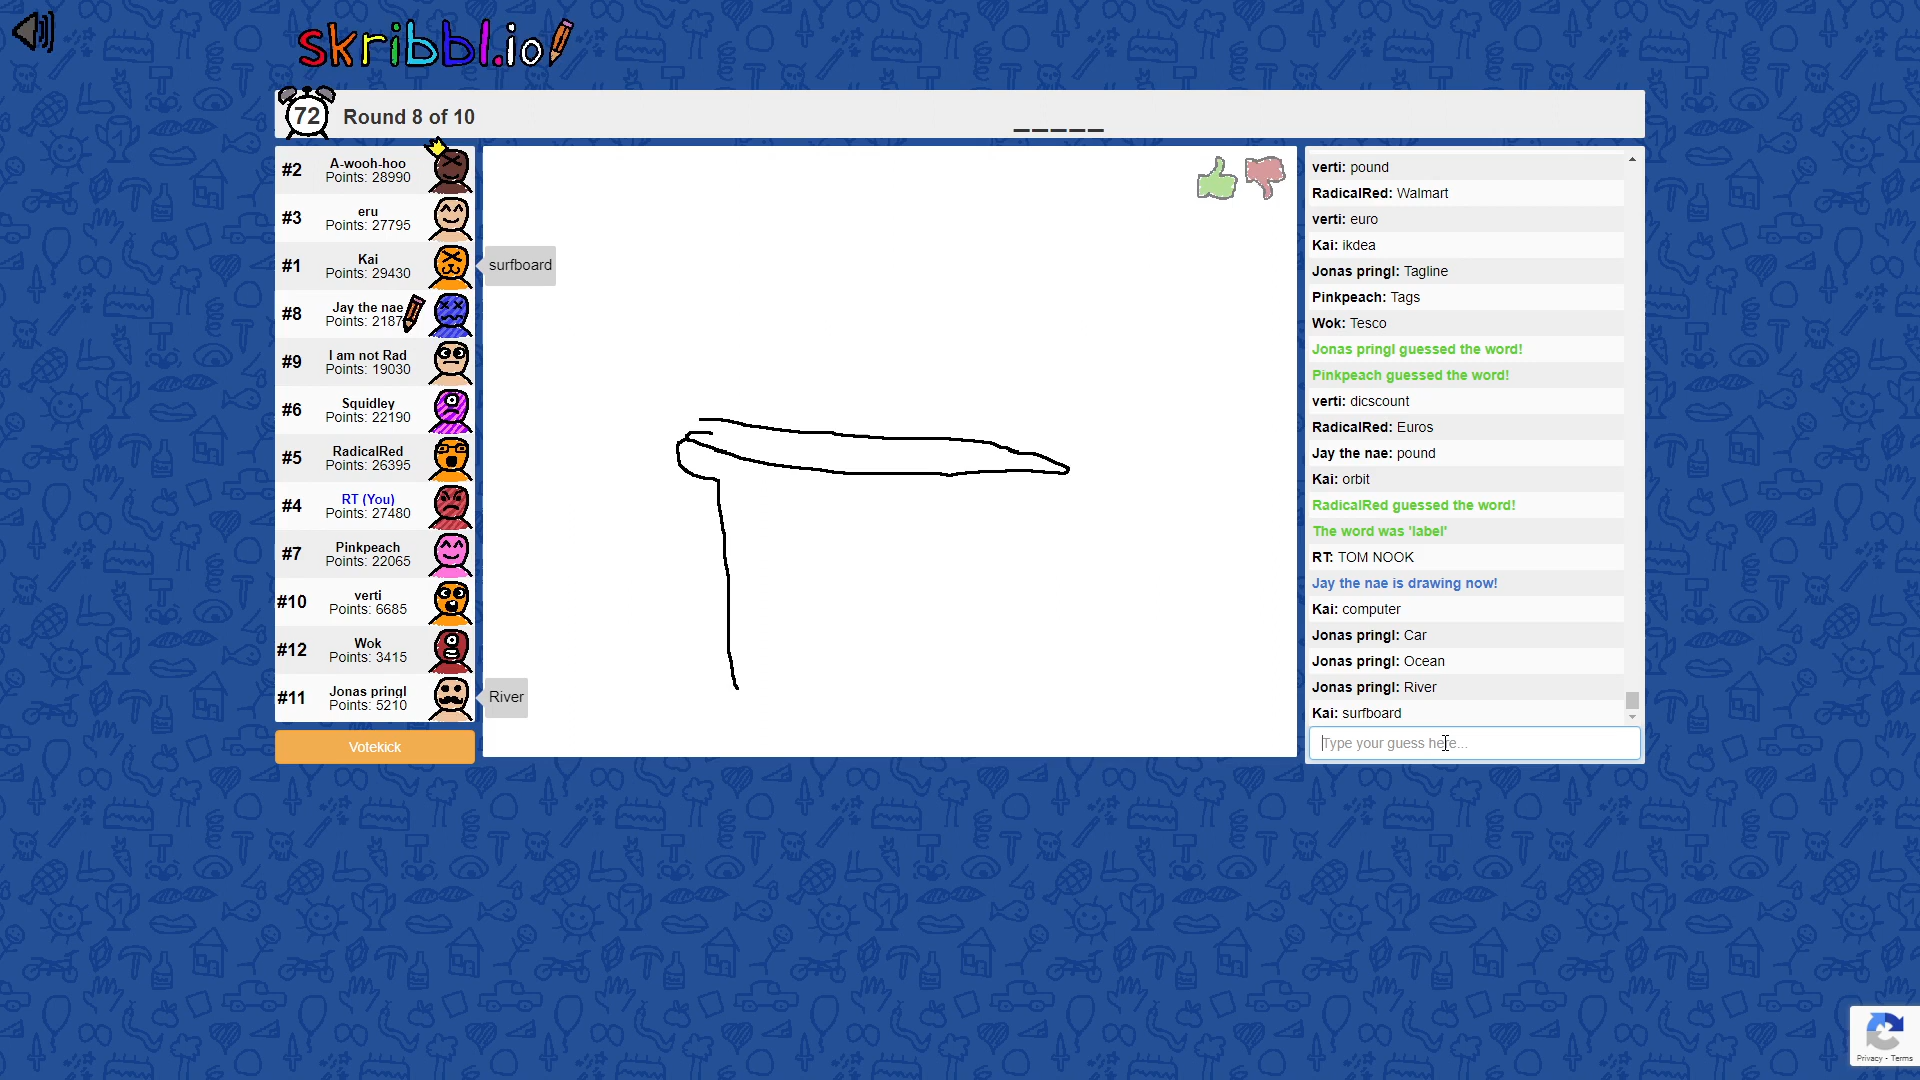 skribbl.io
72
Round 8 of 10
_____
#2
A-wooh-hoo
Points: 28990
#3
eru
Points: 27795
#1
Kai
Points: 29430
surfboard
#8
Jay the nae
Points: 2187
#9
I am not Rad
Points: 19030
#6
Squidley
Points: 22190
#5
RadicalRed
Points: 26395
#4
RT (You)
Points: 27480
#7
Pinkpeach
Points: 22065
#10
verti
Points: 6685
#12
Wok
Points: 3415
#11
Jonas pringl
Points: 5210
River
Votekick
verti: pound
RadicalRed: Walmart
verti: euro
Kai: ikdea
Jonas pringl: Tagline
Pinkpeach: Tags
Wok: Tesco
Jonas pringl guessed the word!
Pinkpeach guessed the word!
verti: dicscount
RadicalRed: Euros
Jay the nae: pound
Kai: orbit
RadicalRed guessed the word!
The word was 'label'
RT: TOM NOOK
Jay the nae is drawing now!
Kai: computer
Jonas pringl: Car
Jonas pringl: Ocean
Jonas pringl: River
Kai: surfboard
Type your guess here...
Privacy - Terms